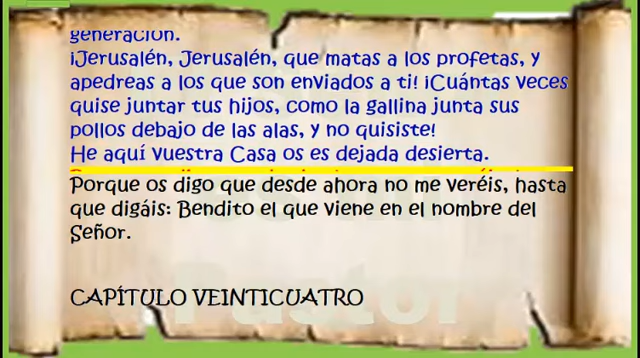 generación.
¡Jerusalén, Jerusalén, que matas a los profetas, y
apedreas a los que son enviados a ti! ¡Cuántas veces
quise juntar tus hijos, como la gallina junta sus
pollos debajo de las alas, y no quisiste!
He aquí vuestra Casa os es dejada desierta.
Porque os digo que desde ahora no me veréis, hasta
que digáis: Bendito el que viene en el nombre del
Señor.
CAPÍTULO VEINTICUATRO
Pastor